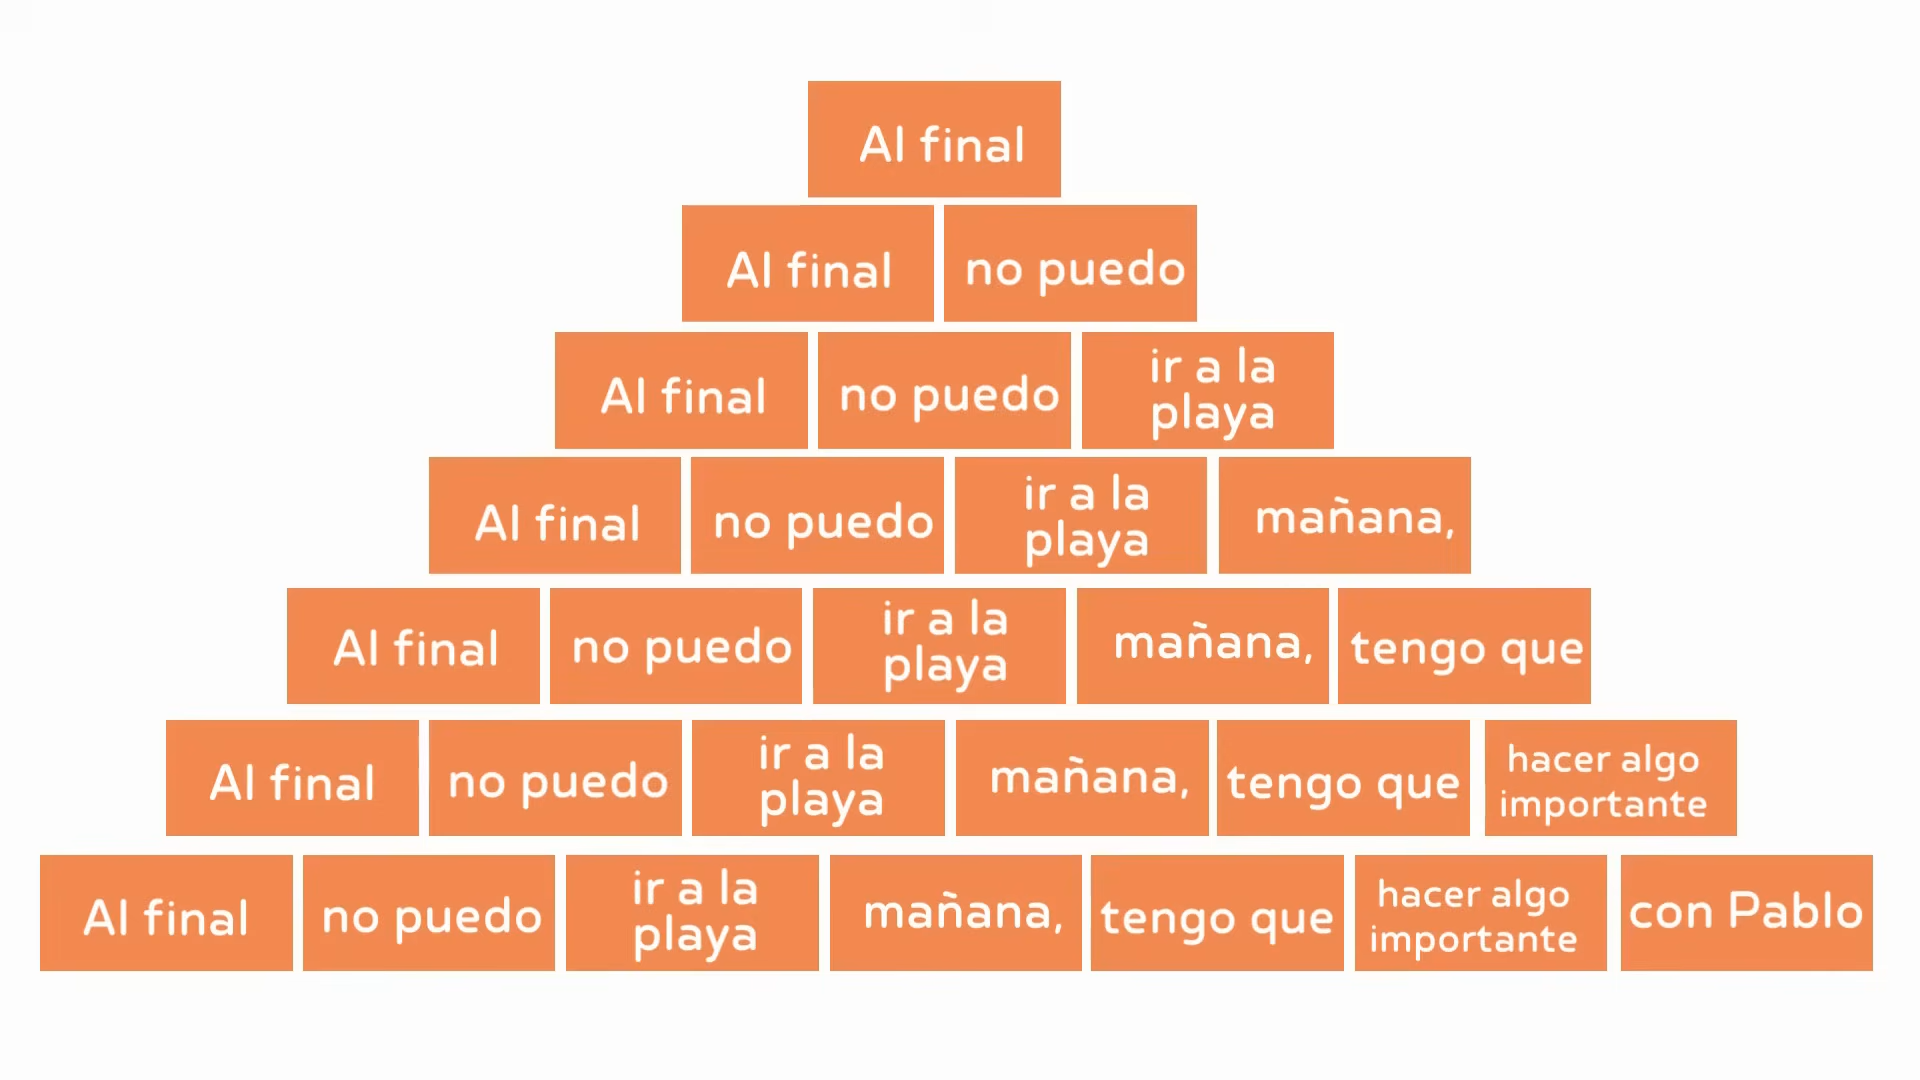 Al final
Al final no puedo
Al final no puedo ir a la playa
Al final no puedo ir a la playa mañana,
Al final no puedo ir a la playa mañana, tengo que
Al final no puedo ir a la playa mañana, tengo que hacer algo importante
Al final no puedo ir a la playa mañana, tengo que hacer algo importante con Pablo